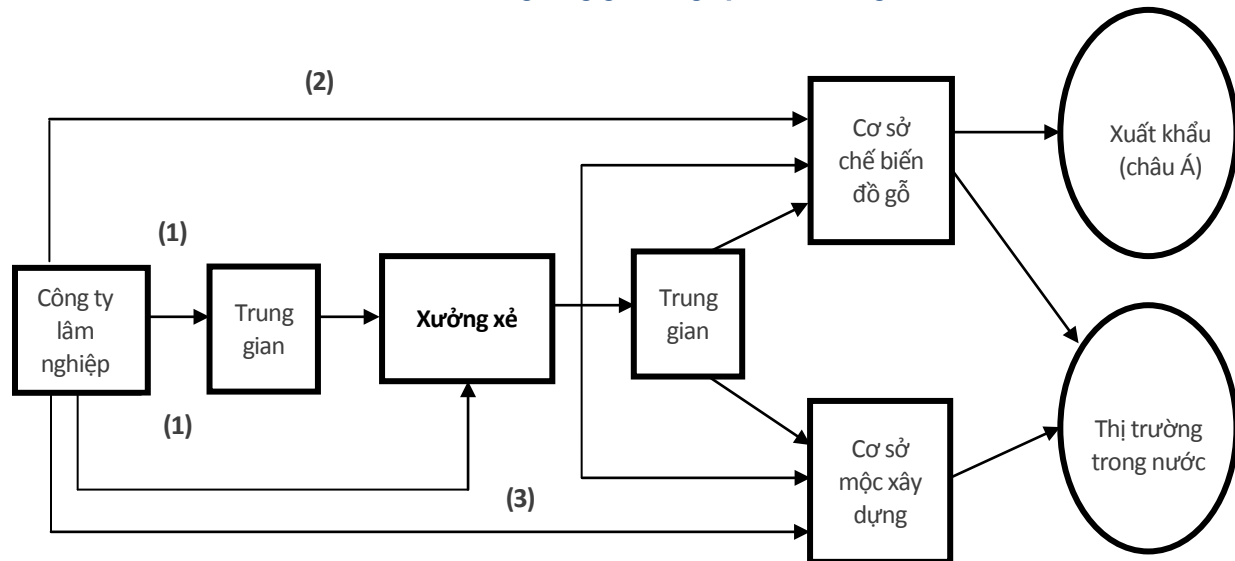 (2)
Cơ sở
chế biến
đồ gỗ
Xuất khẩu
(châu Á)
(1)
Công ty
lâm
nghiệp
Trung
gian
Xưởng xẻ
Trung
gian
(1)
(3)
Cơ sở
mộc xây
dựng
Thị trường
trong nước